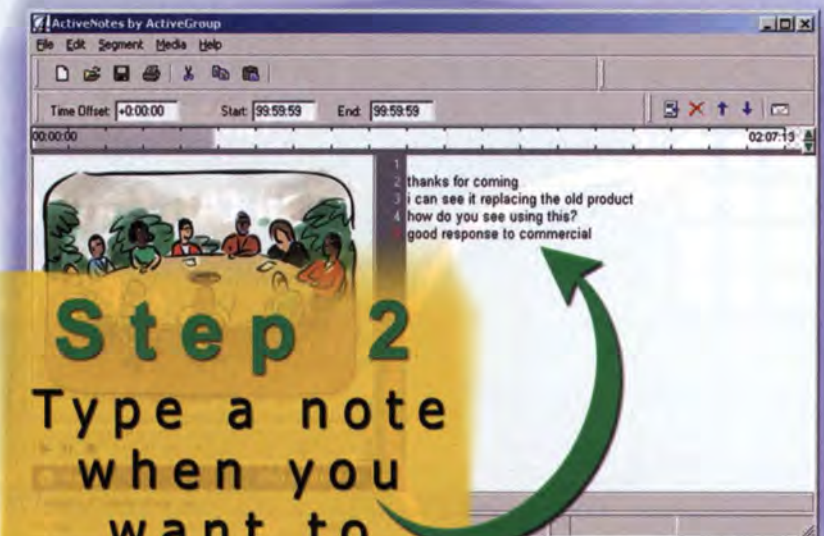 ActiveNotes by ActiveGroup
File Edit Segment Media Help
Time Offset: +0:00:00 Start: 99:59:59 End: 99:59:59
00:00:00 02:07:13
1
2 thanks for coming
3 i can see it replacing the old product
4 how do you see using this?
5 good response to commercial
Step 2
Type a note
when you
want to